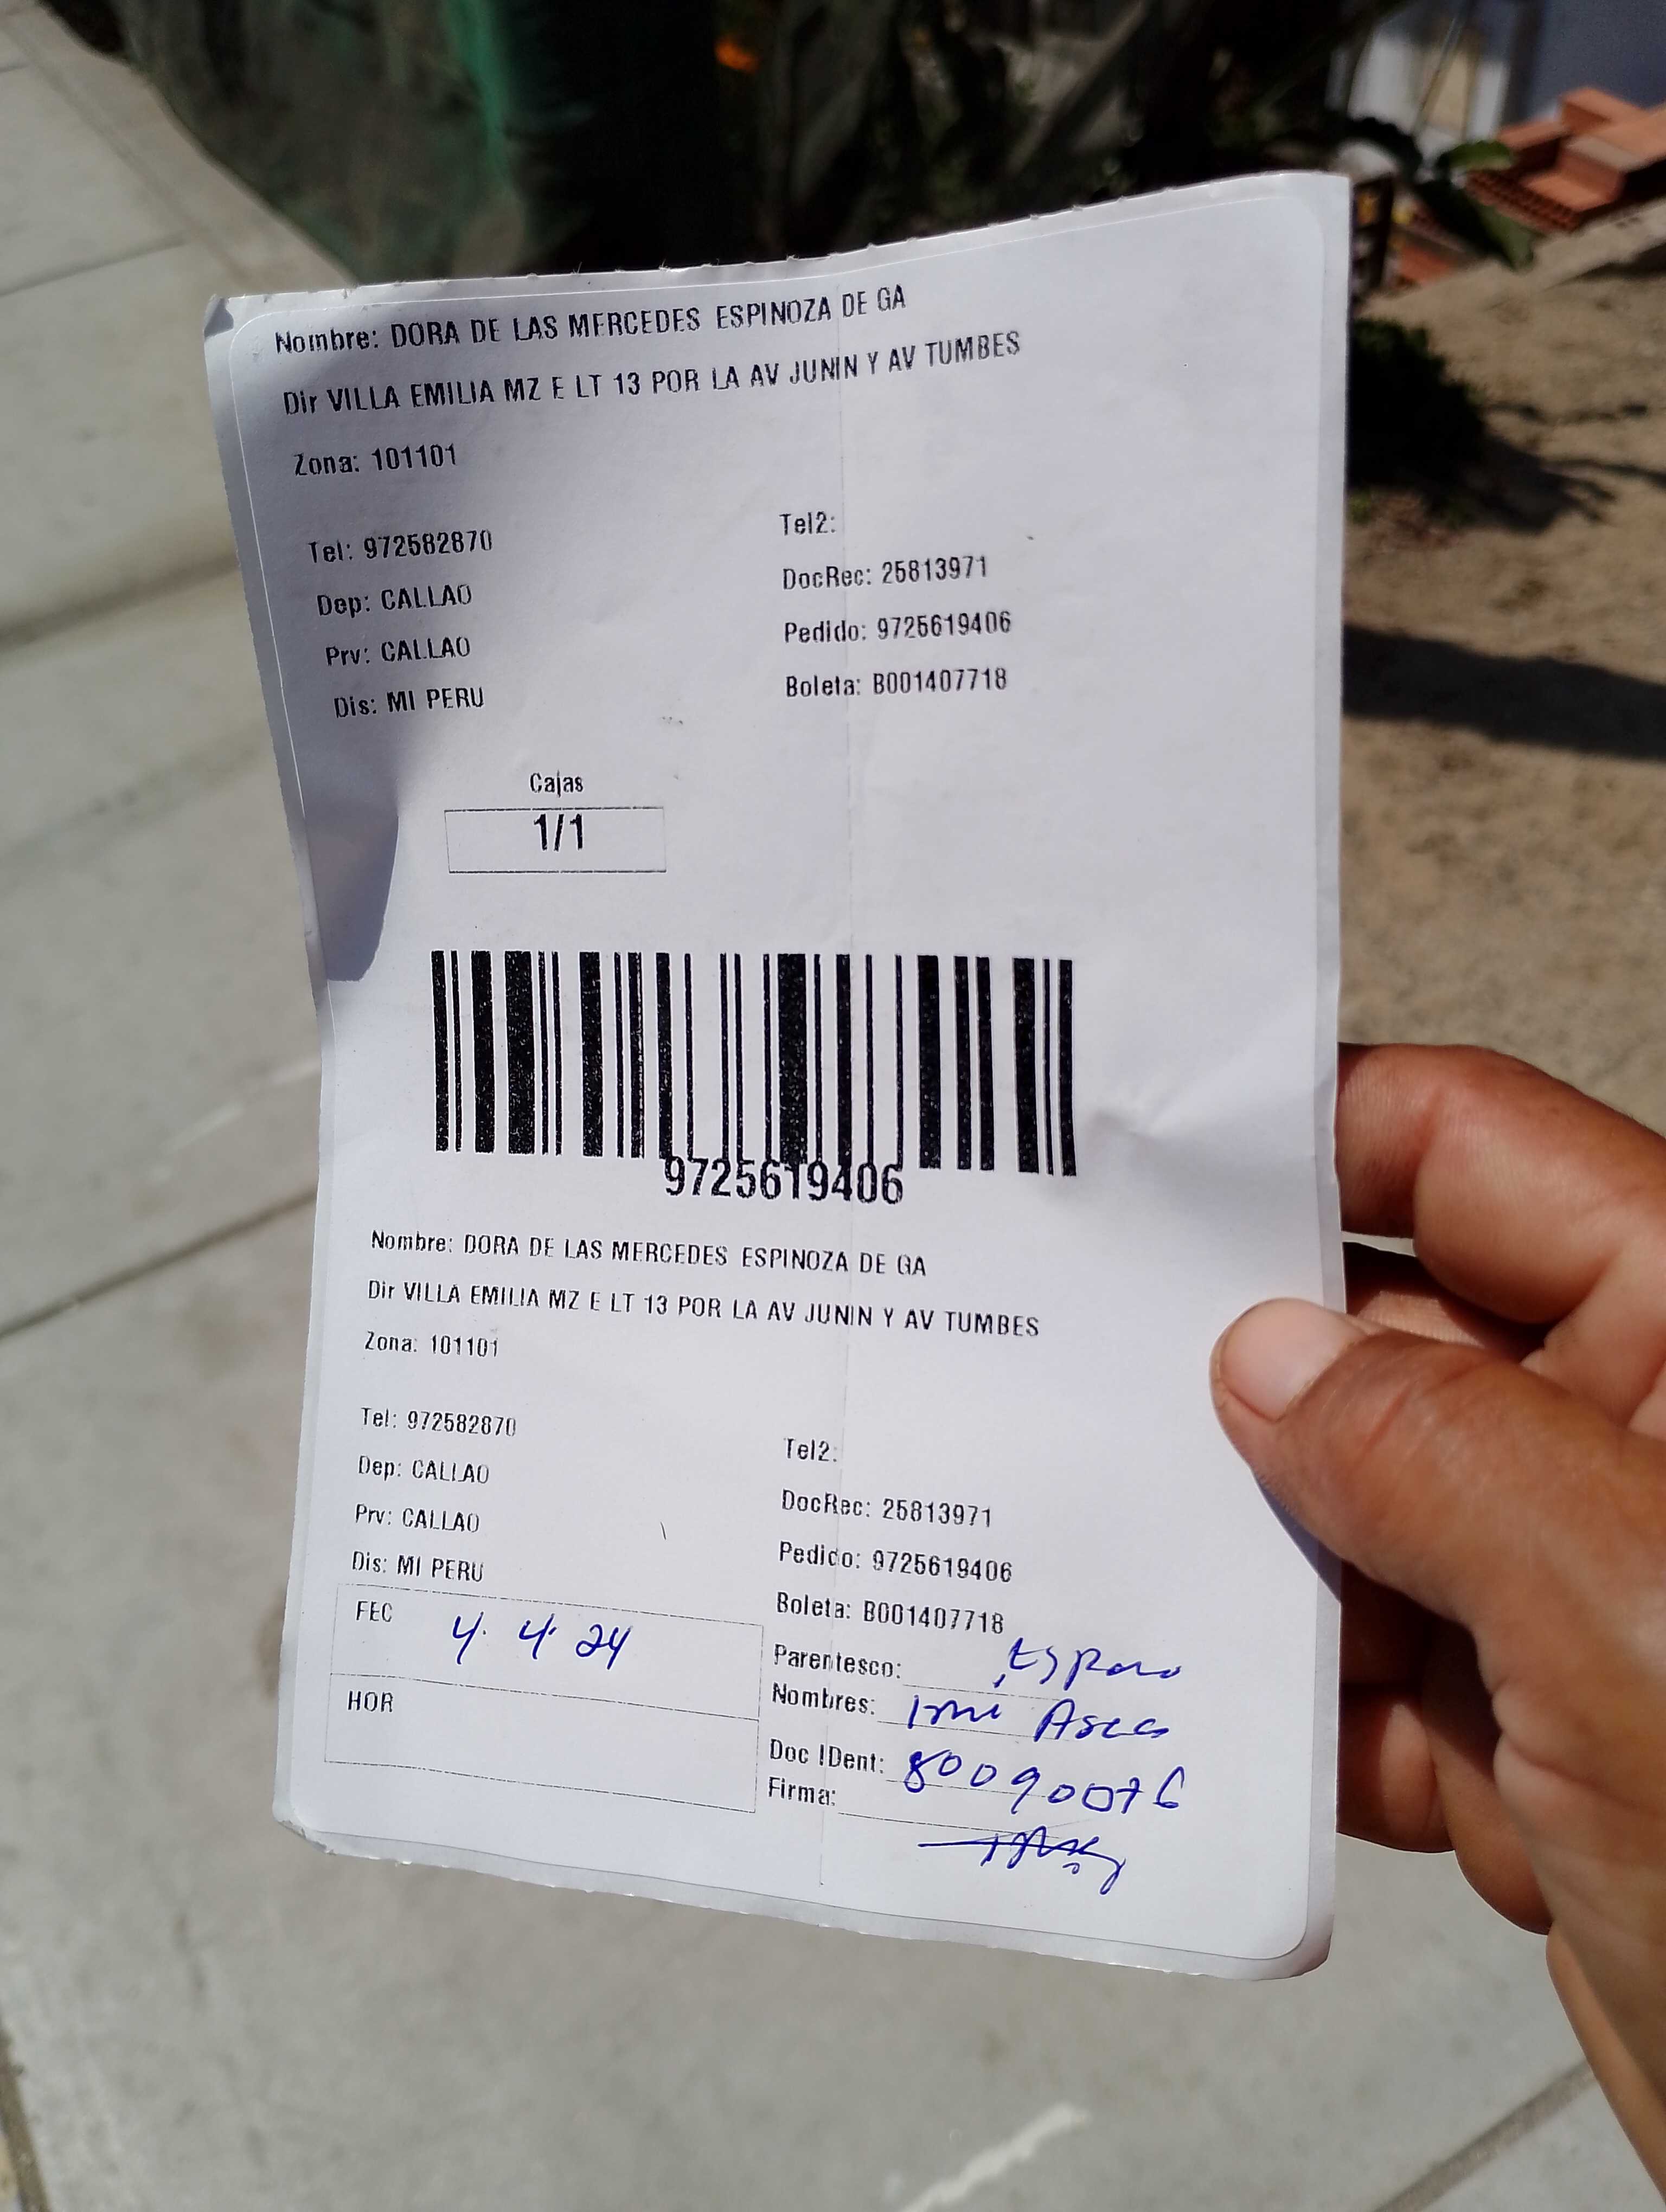 Nombre: DORA DE LAS MERCEDES ESPINOZA DE GA
Dir VILLA EMILIA MZ E LT 13 POR LA AV JUNIN Y AV TUMBES
Zona: 101101
Tel: 972582870 Tel2:
Dep: CALLAO DocRec: 25813971
Prv: CALLAO Pedido: 9725619406
Dis: MI PERU Boleta: B001407718
Cajas
1/1
9725619406
Nombre: DORA DE LAS MERCEDES ESPINOZA DE GA
Dir VILLA EMILIA MZ E LT 13 POR LA AV JUNIN Y AV TUMBES
Zona: 101101
Tel: 972582870 Tel2:
Dep: CALLAO DocRec: 25813971
Prv: CALLAO Pedido: 9725619406
Dis: MI PERU Boleta: B001407718
FEC 4. 4. 24 Parentesco:
HOR Nombres:
Doc IDent: 80090076
Firma: